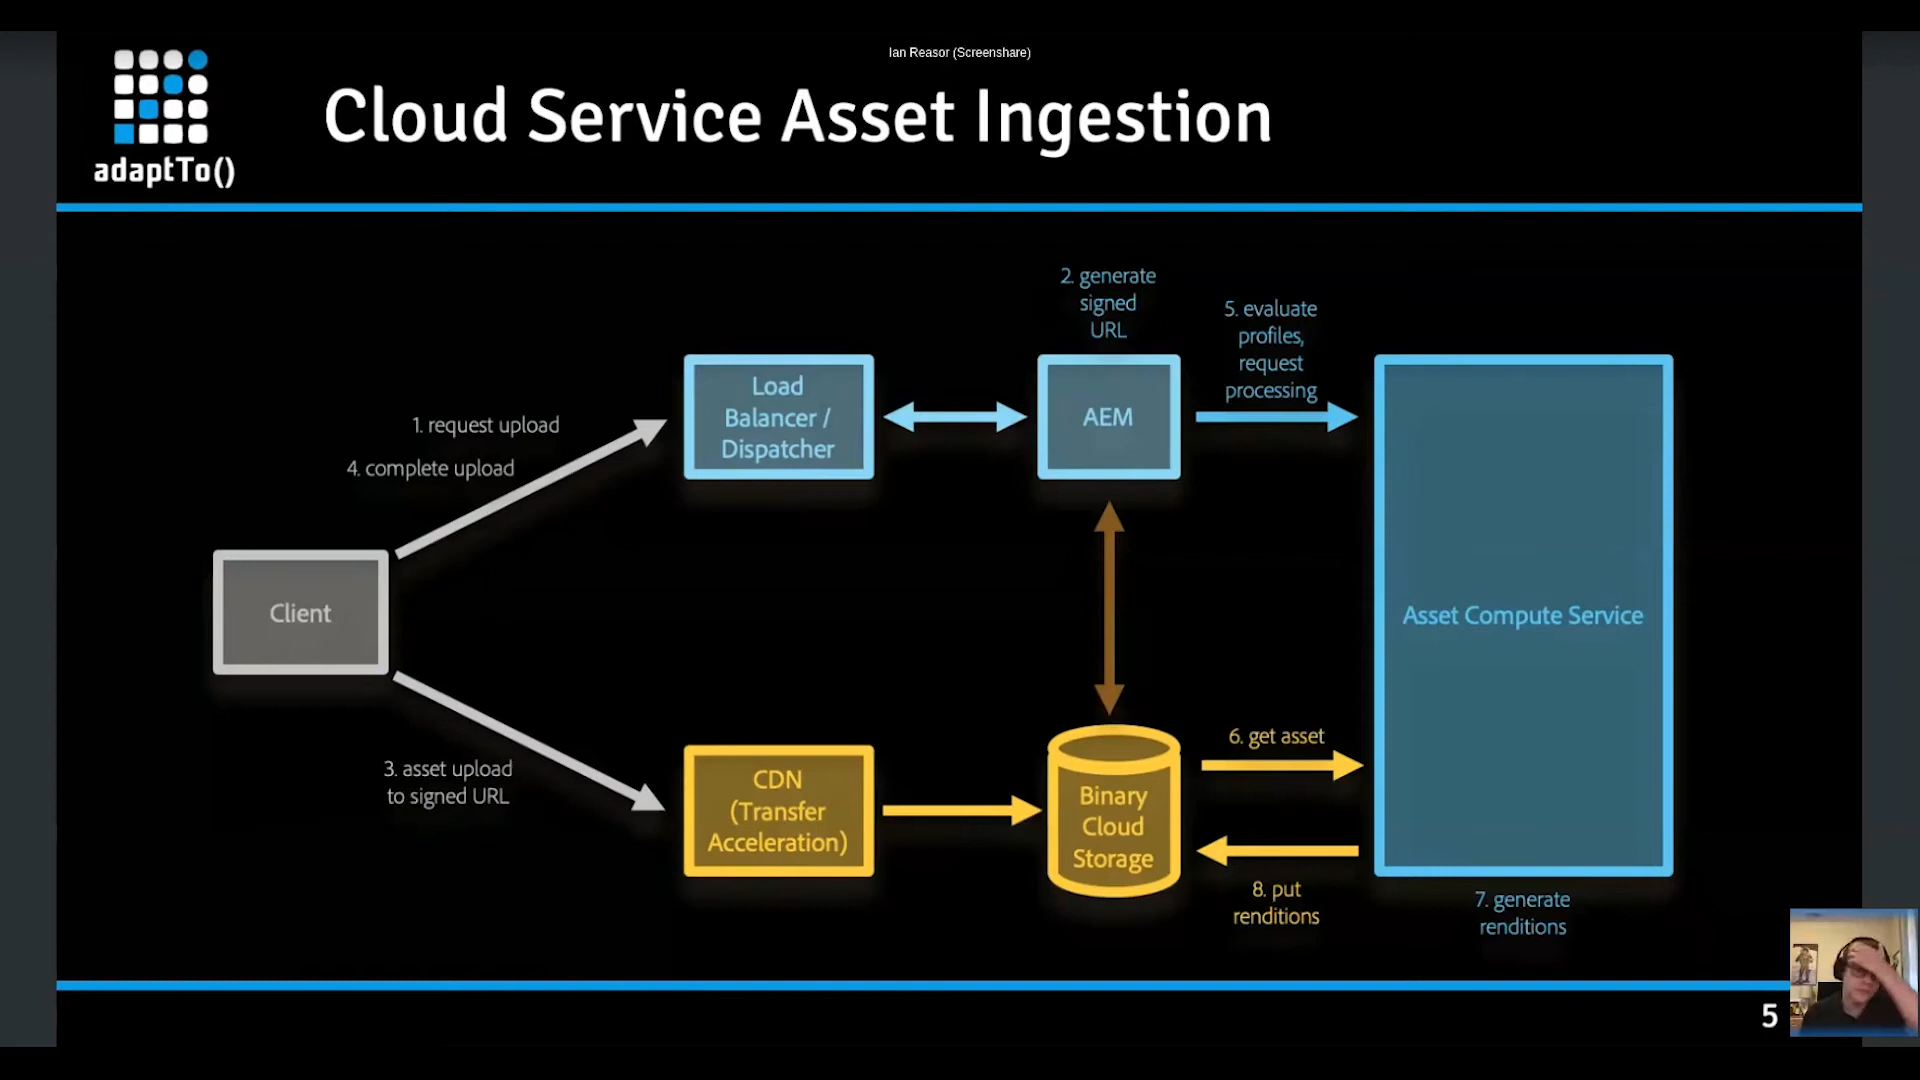 Ian Reasor (Screenshare)
adaptTo()
Cloud Service Asset Ingestion
2. generate
signed
URL
5. evaluate
profiles,
request
processing
Load
Balancer /
Dispatcher
AEM
1. request upload
4. complete upload
Client
Asset Compute Service
3. asset upload
to signed URL
CDN
(Transfer
Acceleration)
Binary
Cloud
Storage
6. get asset
8. put
renditions
7. generate
renditions
5